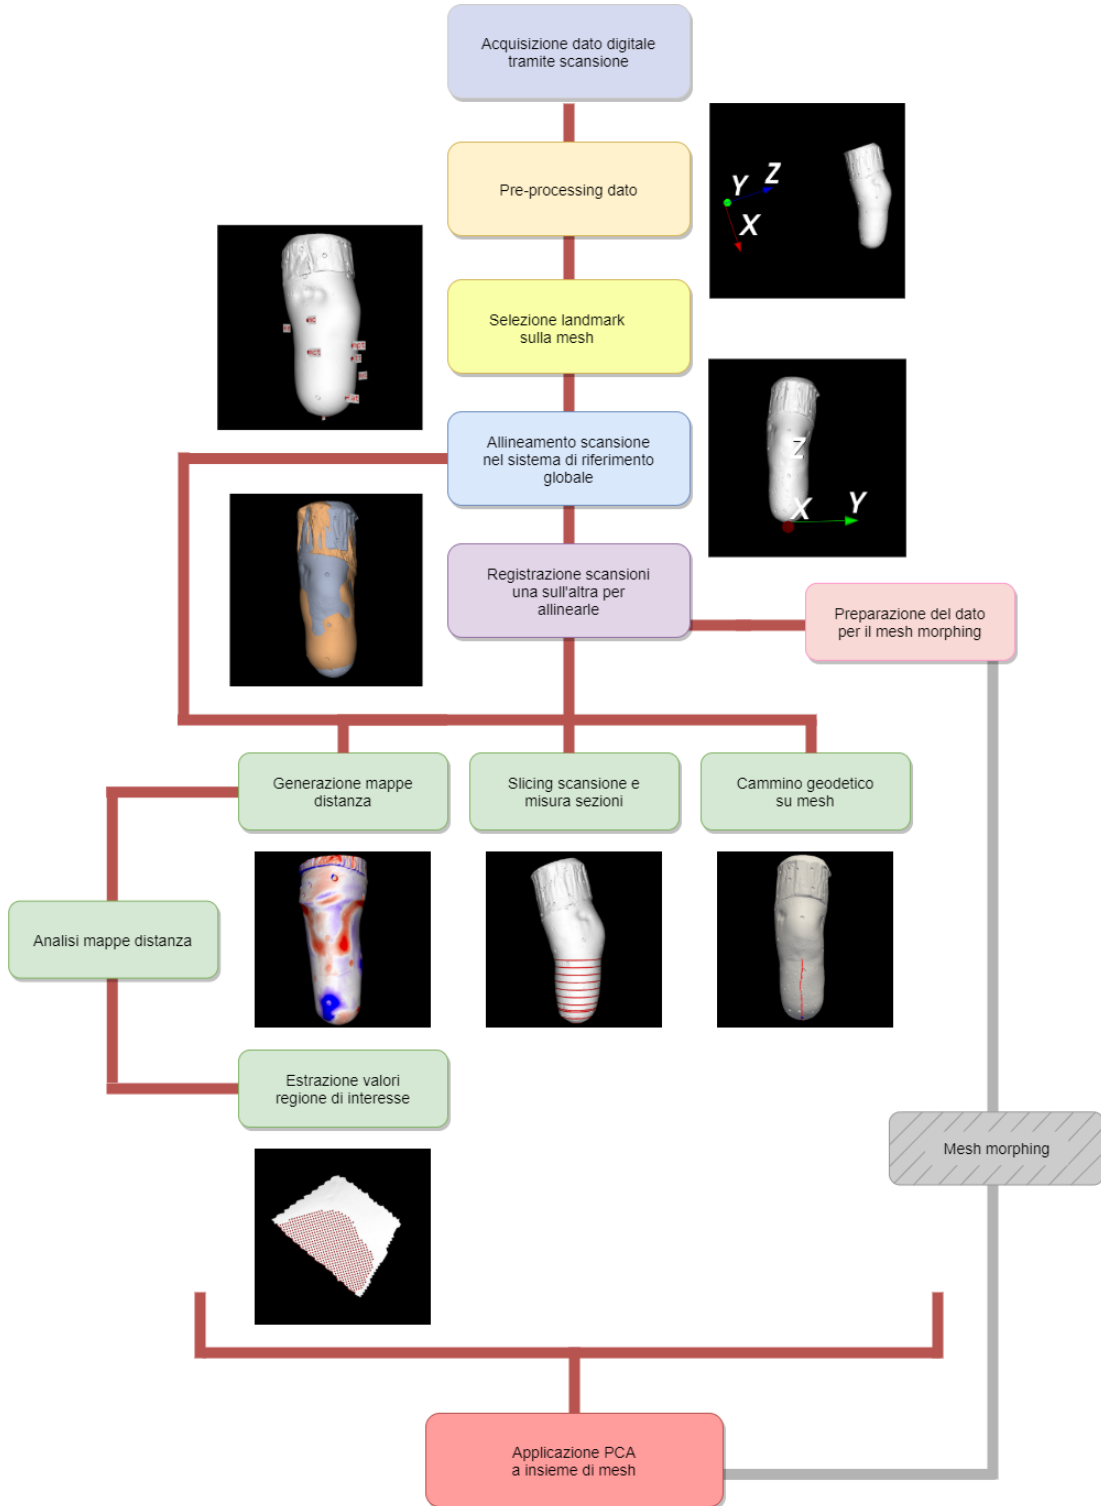 Acquisizione dato digitale
tramite scansione
Pre-processing dato
Y
Z
X
Selezione landmark
sulla mesh
Allineamento scansione
nel sistema di riferimento
globale
Z
X
Y
Registrazione scansioni
una sull'altra per
allinearle
Preparazione del dato
per il mesh morphing
Generazione mappe
distanza
Slicing scansione e
misura sezioni
Cammino geodetico
su mesh
Analisi mappe distanza
Estrazione valori
regione di interesse
Mesh morphing
Applicazione PCA
a insieme di mesh